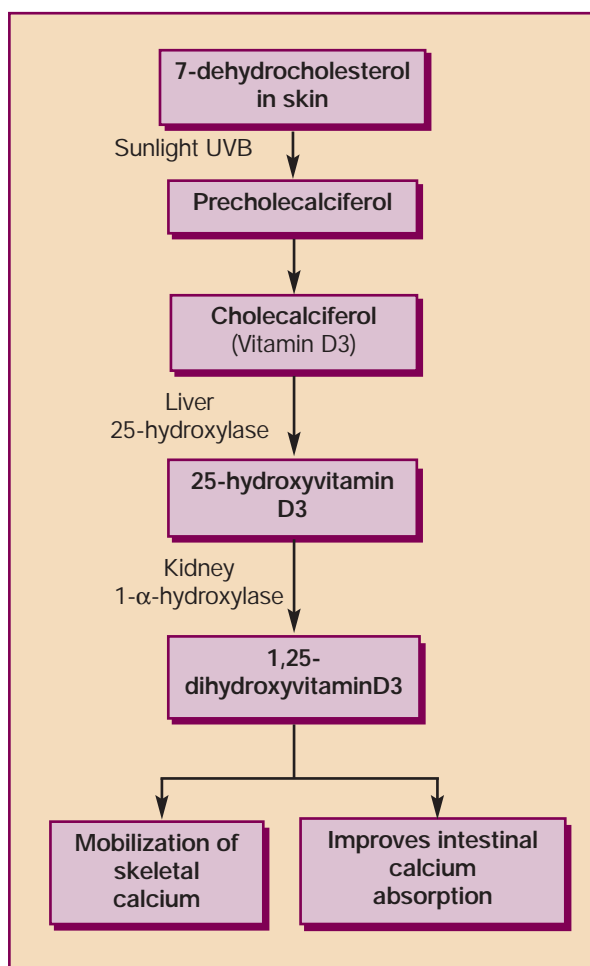 7-dehydrocholesterol
in skin
Sunlight UVB
Precholecalciferol
Cholecalciferol
(Vitamin D3)
Liver
25-hydroxylase
25-hydroxyvitamin
D3
Kidney
1-α-hydroxylase
1,25-
dihydroxyvitaminD3
Mobilization of
skeletal
calcium
Improves intestinal
calcium
absorption